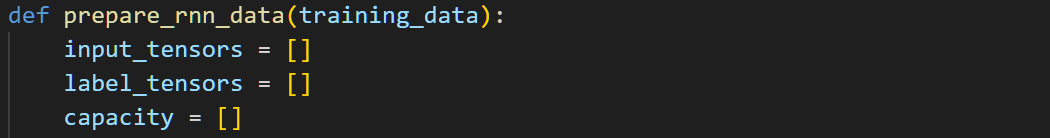 def prepare_rnn_data(training_data):
    input_tensors = []
    label_tensors = []
    capacity = []